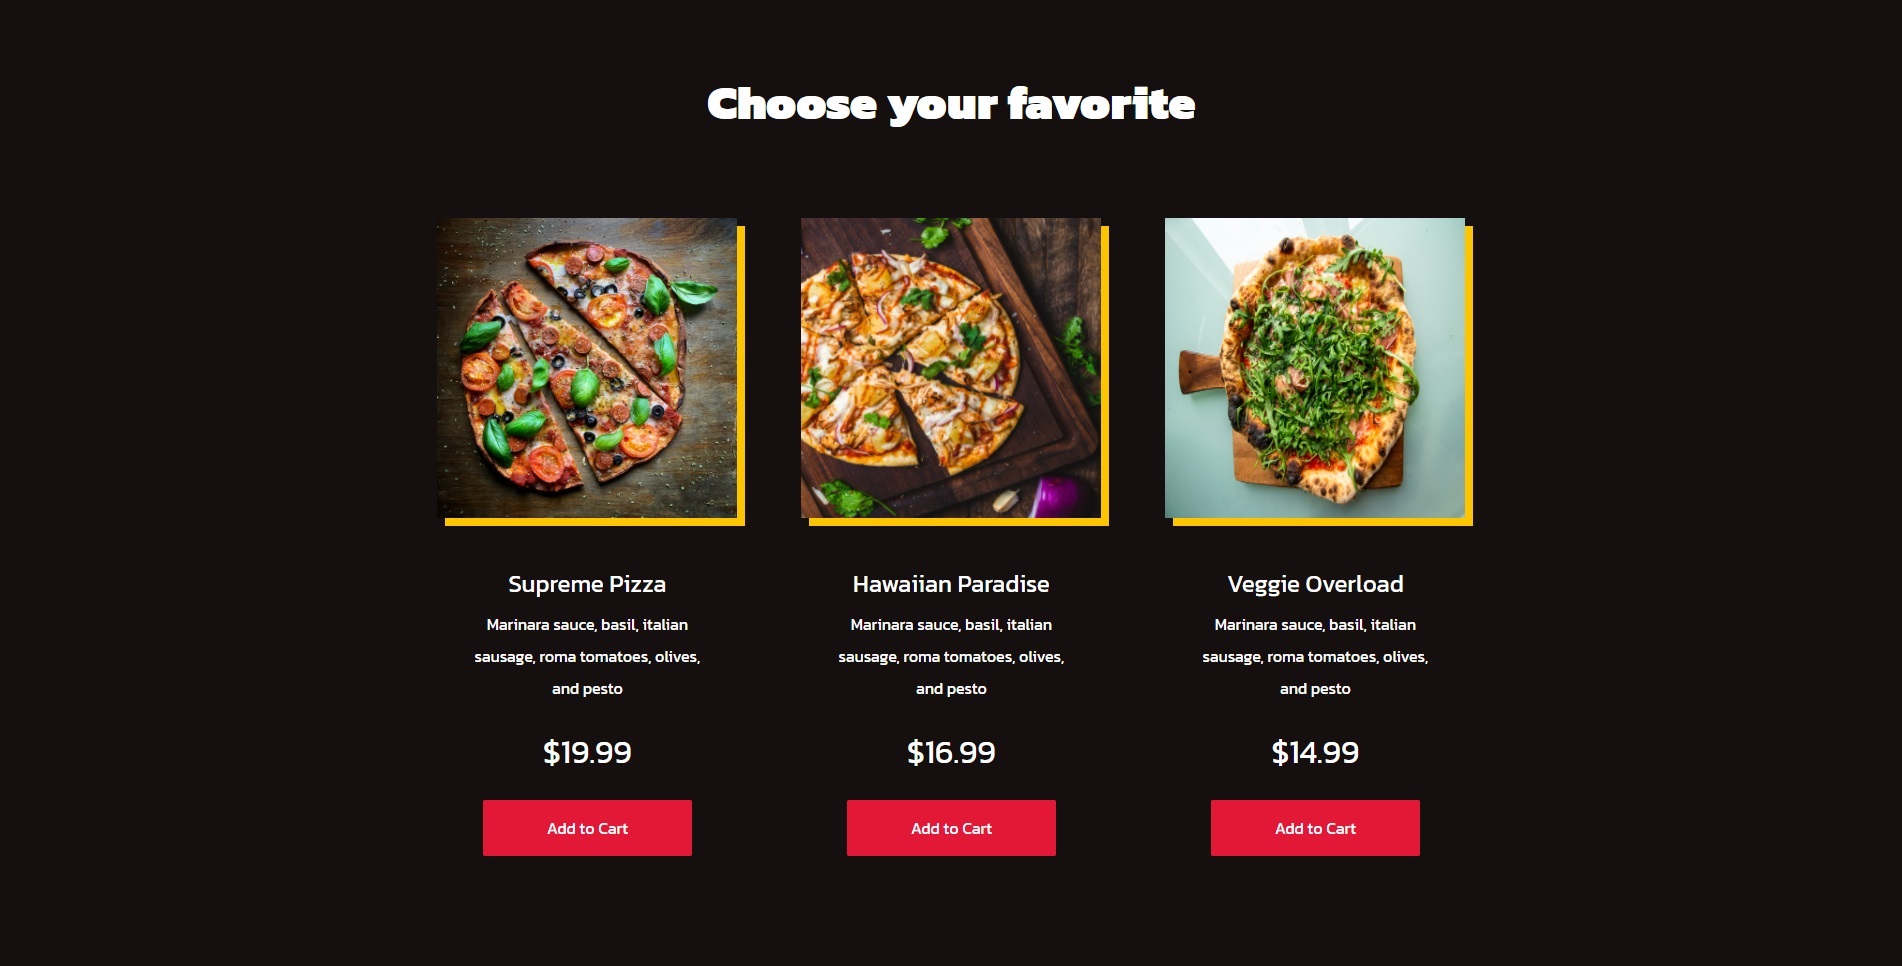 Choose your favorite
Supreme Pizza
Marinara sauce, basil, italian
sausage, roma tomatoes, olives,
and pesto
$19.99
Add to Cart
Hawaiian Paradise
Marinara sauce, basil, italian
sausage, roma tomatoes, olives,
and pesto
$16.99
Add to Cart
Veggie Overload
Marinara sauce, basil, italian
sausage, roma tomatoes, olives,
and pesto
$14.99
Add to Cart